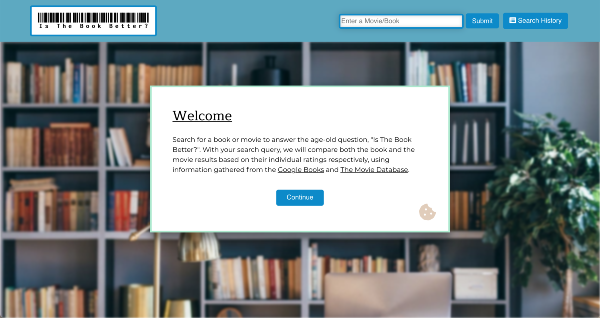 Is The Book Better?
Enter a Movie/Book
Submit
Search History
Welcome
Search for a book or movie to answer the age-old question, "Is The Book
Better?". With your search query, we will compare both the book and the
movie results based on their individual ratings respectively, using
information gathered from the Google Books and The Movie Database.
Continue